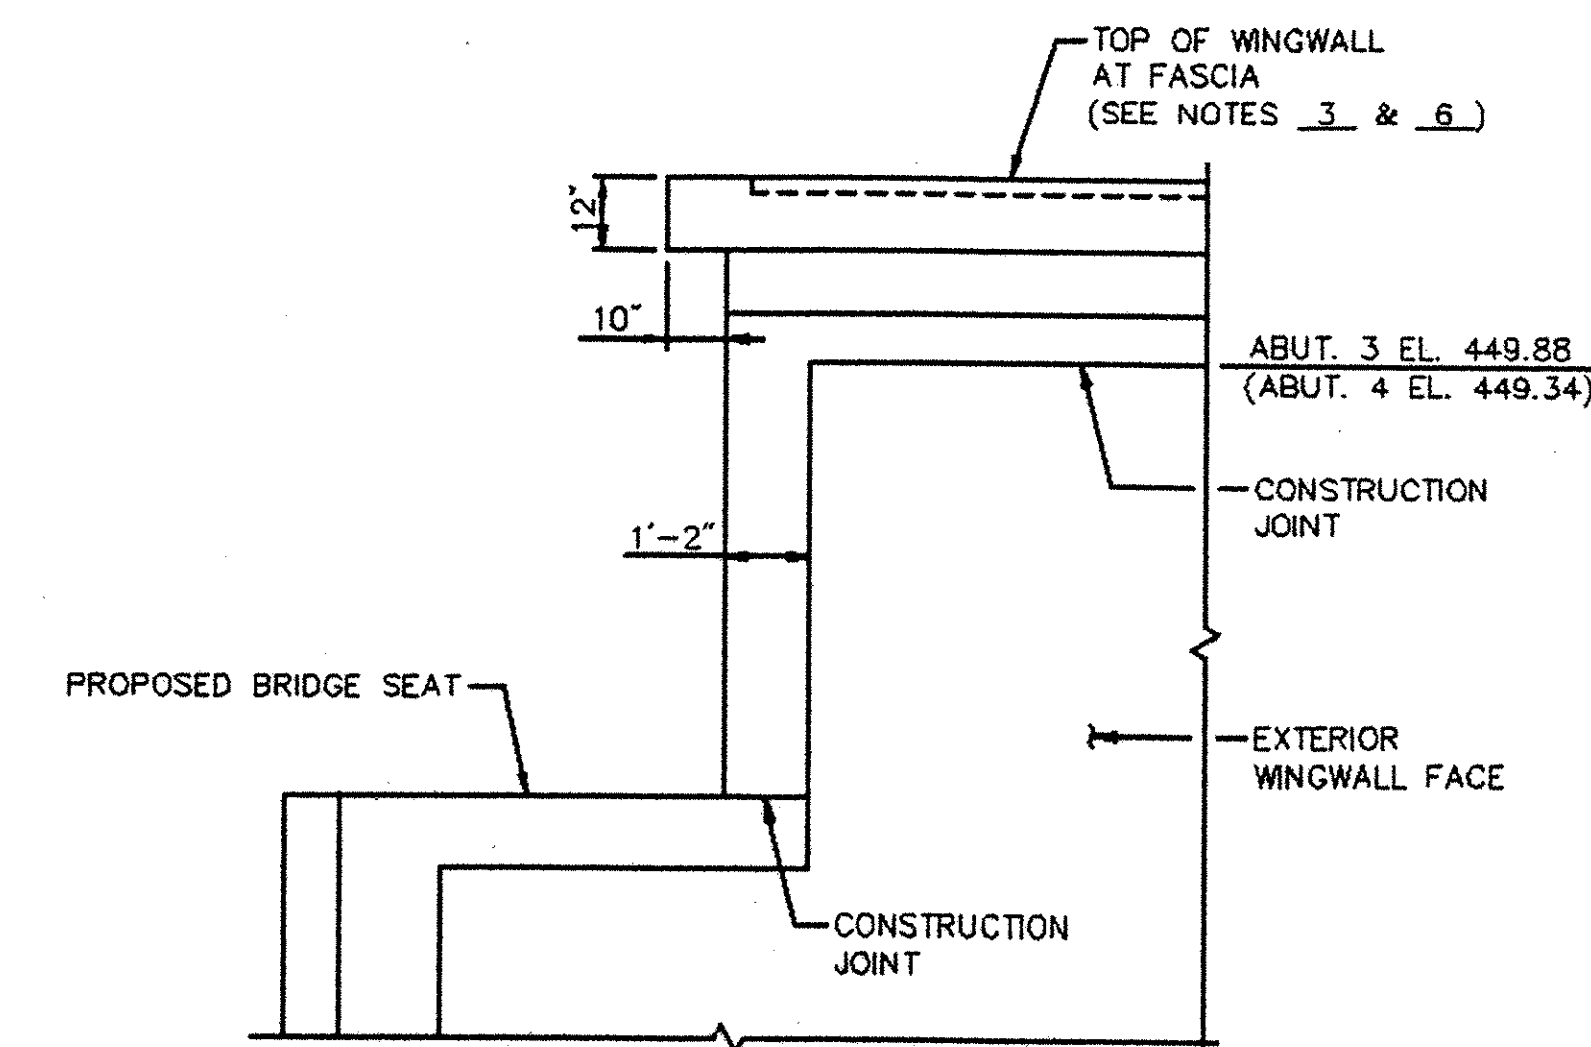 TOP OF WINGWALL
AT FASCIA
(SEE NOTES 3 & 6)
12"
10"
ABUT. 3 EL. 449.88
(ABUT. 4 EL. 449.34)
CONSTRUCTION
JOINT
1'-2"
PROPOSED BRIDGE SEAT
EXTERIOR
WINGWALL FACE
CONSTRUCTION
JOINT